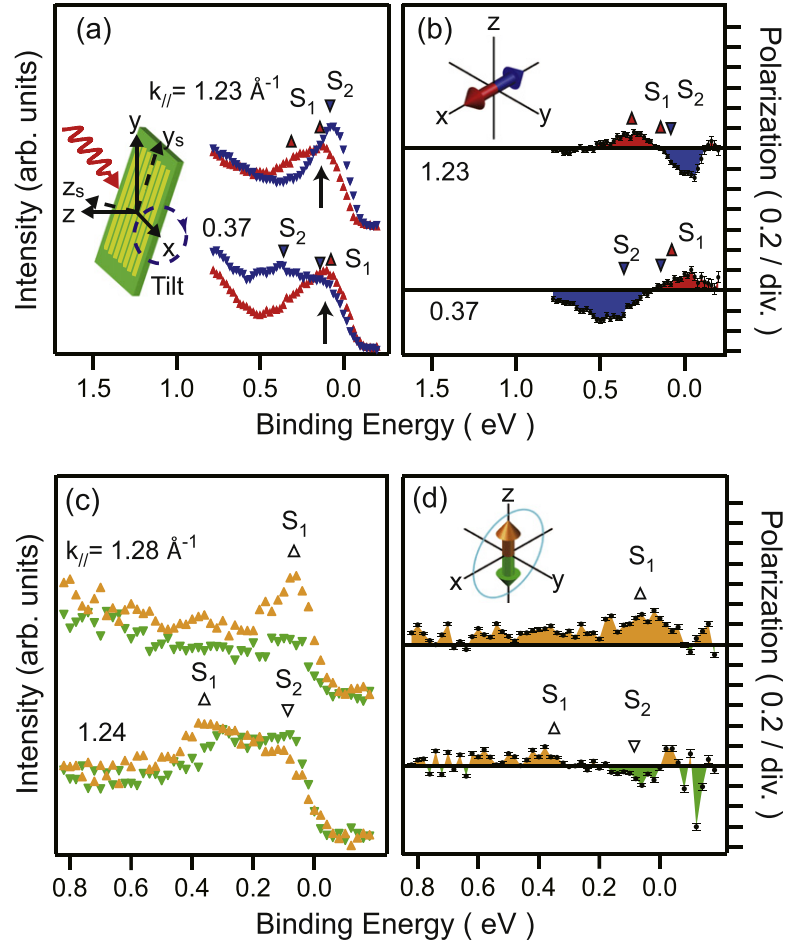 (a)
k// = 1.23 Å-1
S1 S2
y
ys
zs
z
x
Tilt
0.37
S2 S1
Intensity (arb. units)
1.5 1.0 0.5 0.0
Binding Energy ( eV )
(b)
z
x y
S1 S2
1.23
S2 S1
0.37
Polarization ( 0.2 / div. )
1.5 1.0 0.5 0.0
Binding Energy ( eV )
(c)
k// = 1.28 Å-1
S1
S1 S2
1.24
Intensity (arb. units)
0.8 0.6 0.4 0.2 0.0
Binding Energy ( eV )
(d)
z
x y
S1
S1 S2
Polarization ( 0.2 / div. )
0.8 0.6 0.4 0.2 0.0
Binding Energy ( eV )